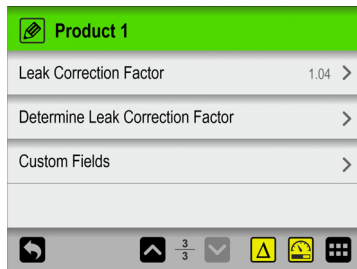 Product 1
Leak Correction Factor 1.04
Determine Leak Correction Factor
Custom Fields
3
3
Δ